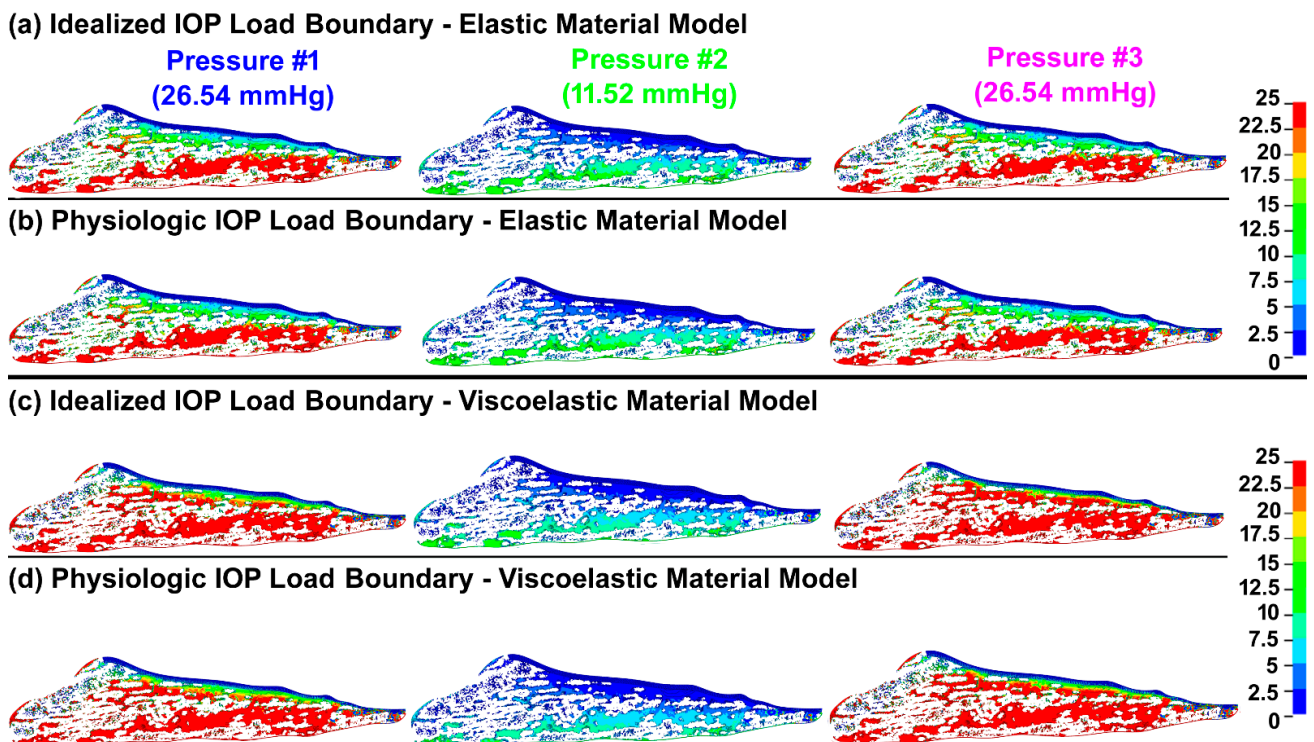 (a) Idealized IOP Load Boundary - Elastic Material Model
Pressure #1
(26.54 mmHg)
Pressure #2
(11.52 mmHg)
Pressure #3
(26.54 mmHg)
25
22.5
20
17.5
15
12.5
10
7.5
5
2.5
0
(b) Physiologic IOP Load Boundary - Elastic Material Model
(c) Idealized IOP Load Boundary - Viscoelastic Material Model
25
22.5
20
17.5
15
12.5
10
7.5
5
2.5
0
(d) Physiologic IOP Load Boundary - Viscoelastic Material Model